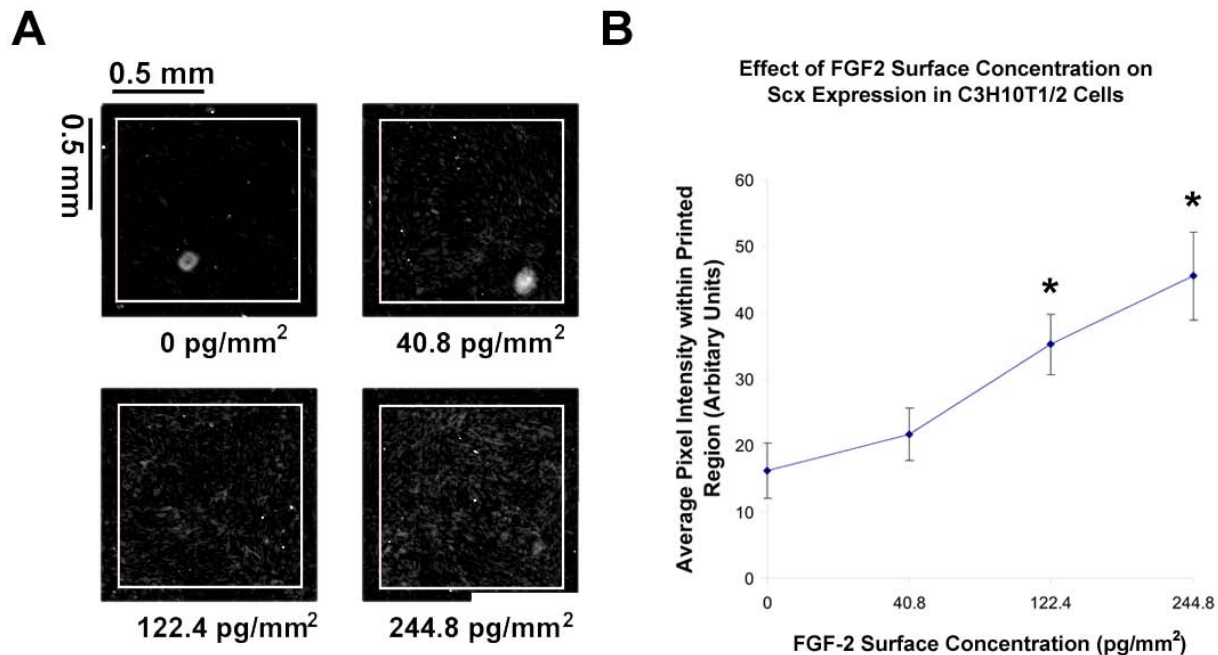 A
0.5 mm
0.5 mm
0 pg/mm²
40.8 pg/mm²
122.4 pg/mm²
244.8 pg/mm²
B
Effect of FGF2 Surface Concentration on
Scx Expression in C3H10T1/2 Cells
Average Pixel Intensity within Printed
Region (Arbitary Units)
60
50
40
30
20
10
0
*
*
0 40.8 122.4 244.8
FGF-2 Surface Concentration (pg/mm²)